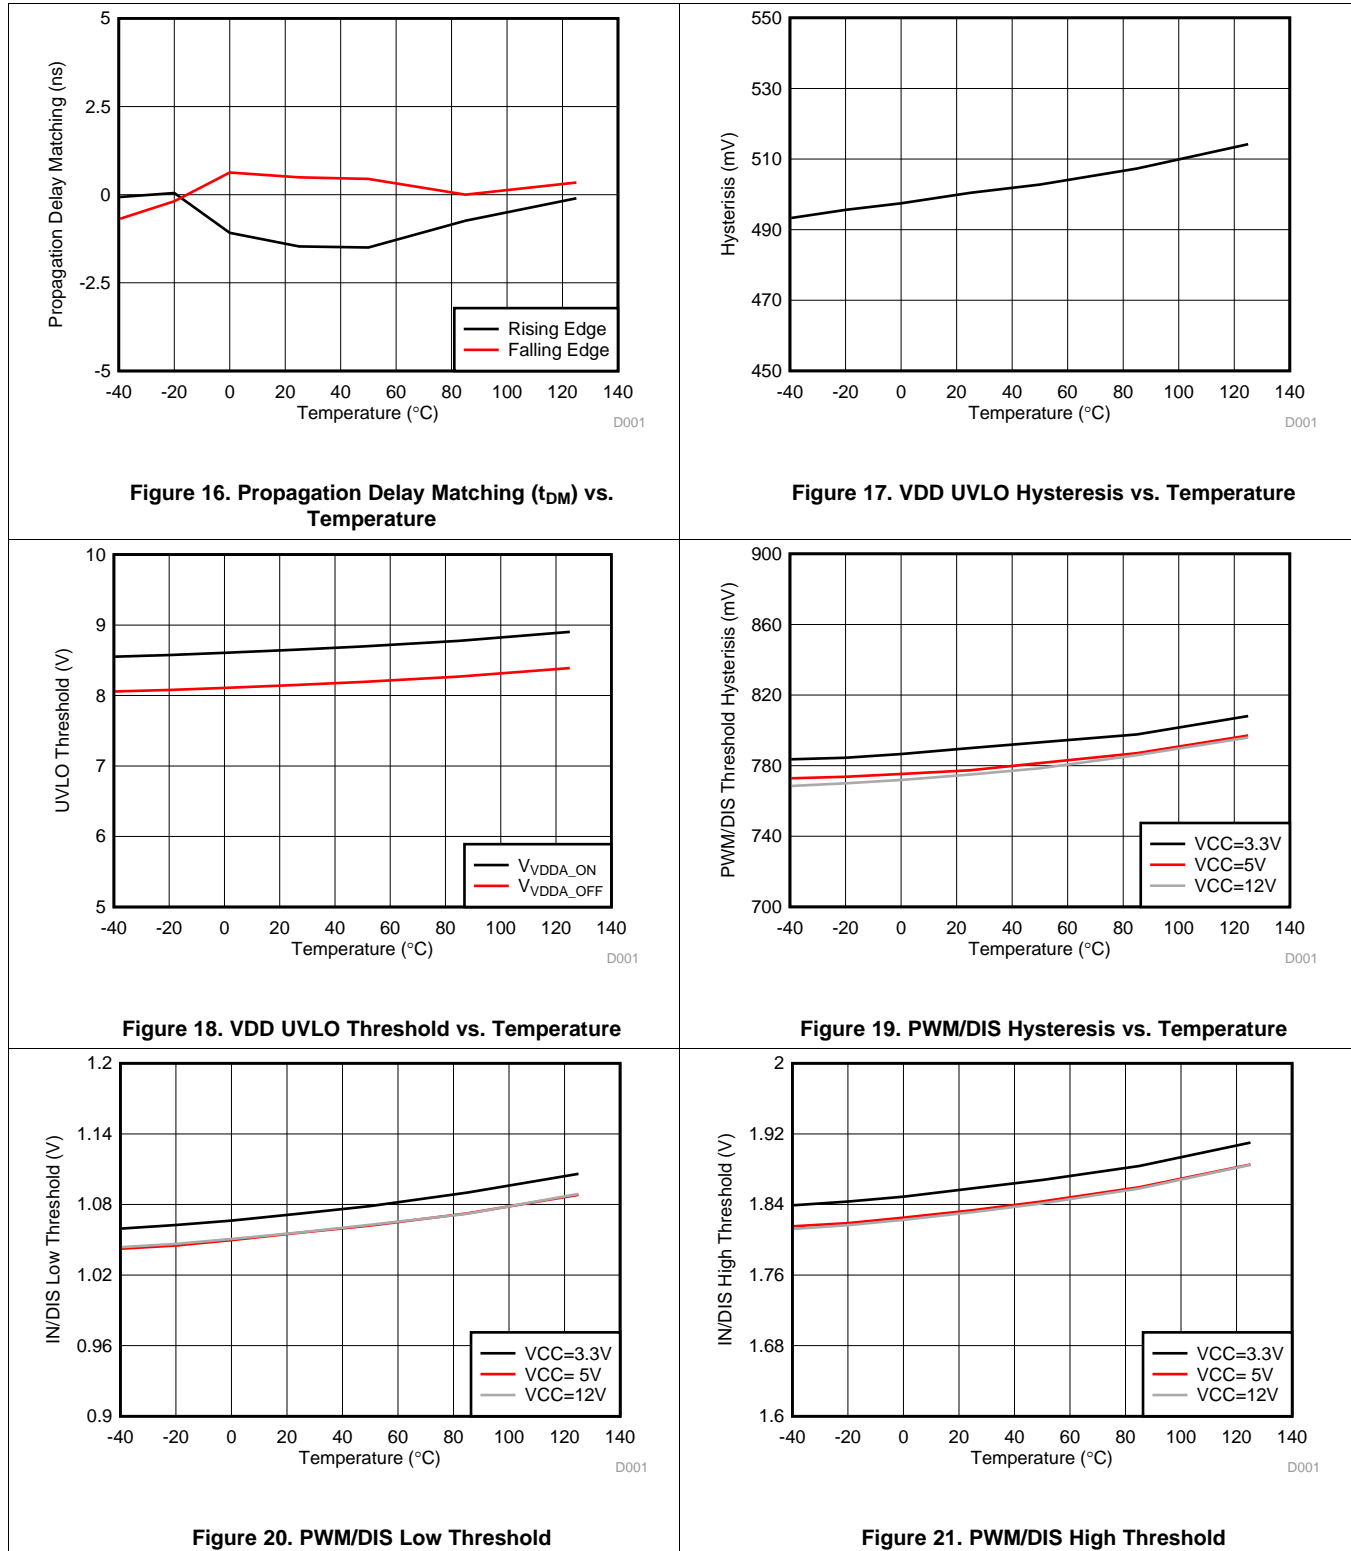 5
2.5
0
-2.5
-5
Propagation Delay Matching (ns)
Rising Edge
Falling Edge
-40 -20 0 20 40 60 80 100 120 140
Temperature (°C)
D001
Figure 16. Propagation Delay Matching (tDM) vs.
Temperature
550
530
510
490
470
450
Hysterisis (mV)
-40 -20 0 20 40 60 80 100 120 140
Temperature (°C)
D001
Figure 17. VDD UVLO Hysteresis vs. Temperature
10
9
8
7
6
5
UVLO Threshold (V)
VVDDA_ON
VVDDA_OFF
-40 -20 0 20 40 60 80 100 120 140
Temperature (°C)
D001
Figure 18. VDD UVLO Threshold vs. Temperature
900
860
820
780
740
700
PWM/DIS Threshold Hysterisis (mV)
VCC=3.3V
VCC=5V
VCC=12V
-40 -20 0 20 40 60 80 100 120 140
Temperature (°C)
D001
Figure 19. PWM/DIS Hysteresis vs. Temperature
1.2
1.14
1.08
1.02
0.96
0.9
IN/DIS Low Threshold (V)
VCC=3.3V
VCC= 5V
VCC=12V
-40 -20 0 20 40 60 80 100 120 140
Temperature (°C)
D001
Figure 20. PWM/DIS Low Threshold
2
1.92
1.84
1.76
1.68
1.6
IN/DIS High Threshold (V)
VCC=3.3V
VCC= 5V
VCC=12V
-40 -20 0 20 40 60 80 100 120 140
Temperature (°C)
D001
Figure 21. PWM/DIS High Threshold